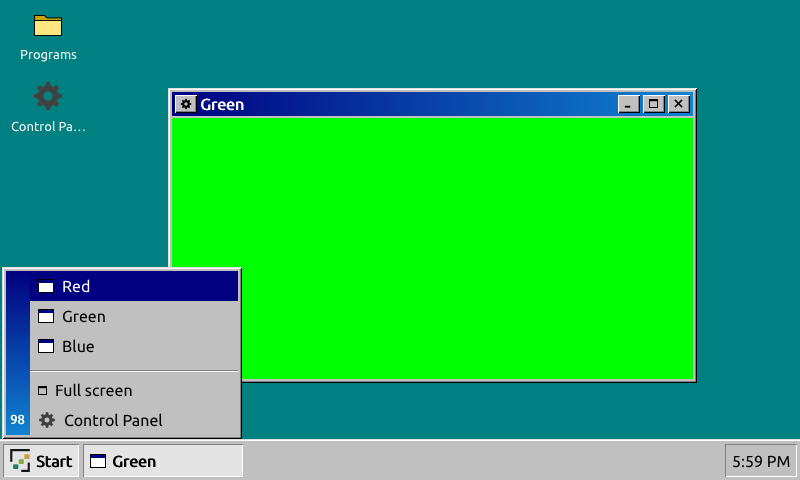 Programs
Control Pa...
Green
Red
Green
Blue
Full screen
Control Panel
98
Start
Green
5:59 PM